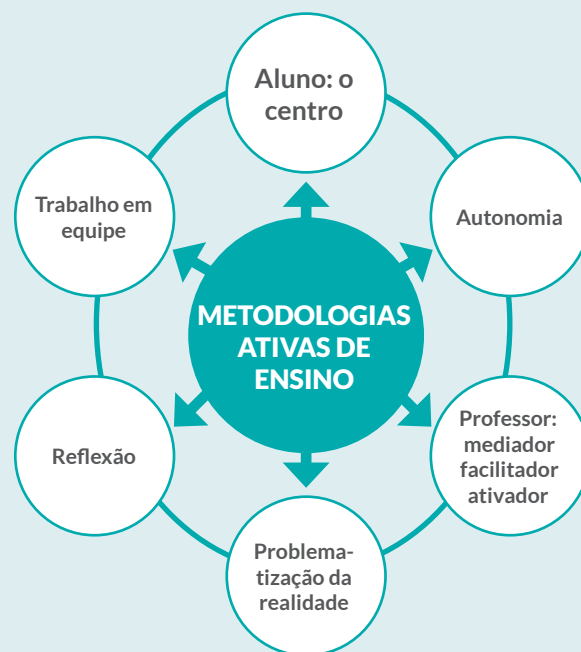 Aluno: o
centro
Trabalho em
equipe
Autonomia
METODOLOGIAS
ATIVAS DE
ENSINO
Reflexão
Professor:
mediador
facilitador
ativador
Problema-
tização da
realidade